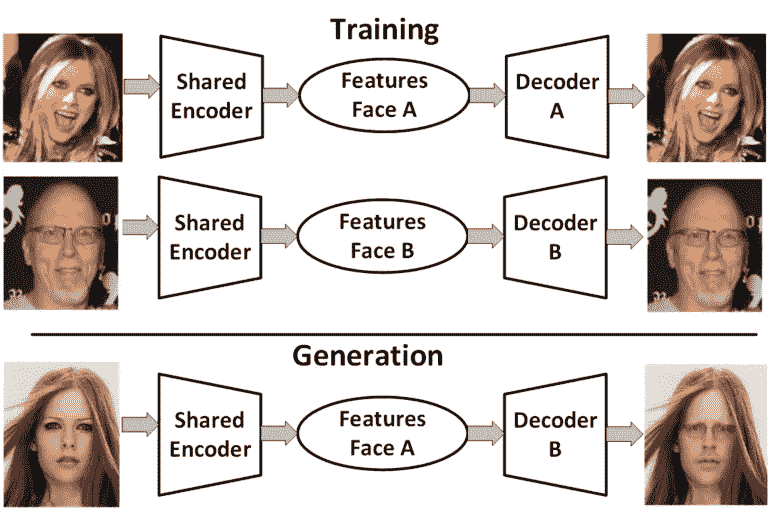 Training
Shared
Encoder
Features
Face A
Decoder
A
Shared
Encoder
Features
Face B
Decoder
B
Generation
Shared
Encoder
Features
Face A
Decoder
B